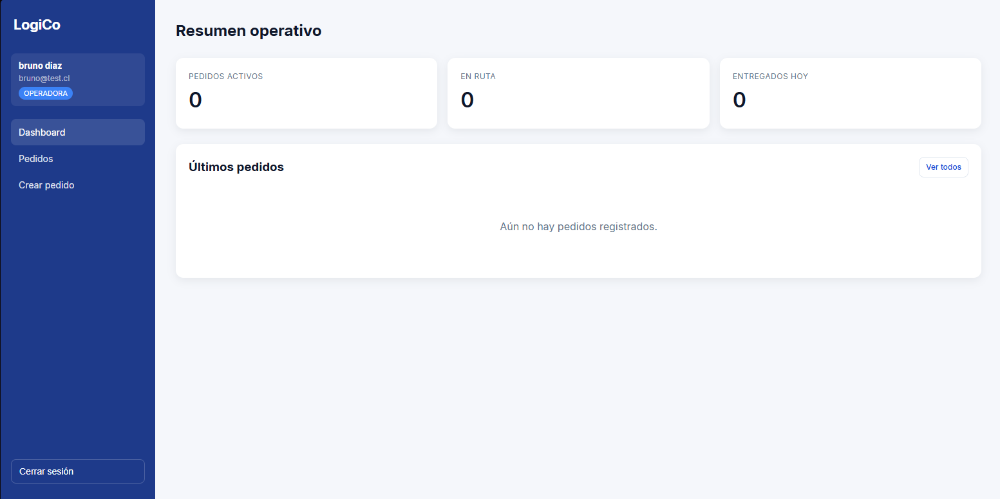 LogiCo
bruno diaz
bruno@test.cl
OPERADORA
Dashboard
Pedidos
Crear pedido
Cerrar sesión
Resumen operativo
PEDIDOS ACTIVOS
0
EN RUTA
0
ENTREGADOS HOY
0
Últimos pedidos
Ver todos
Aún no hay pedidos registrados.